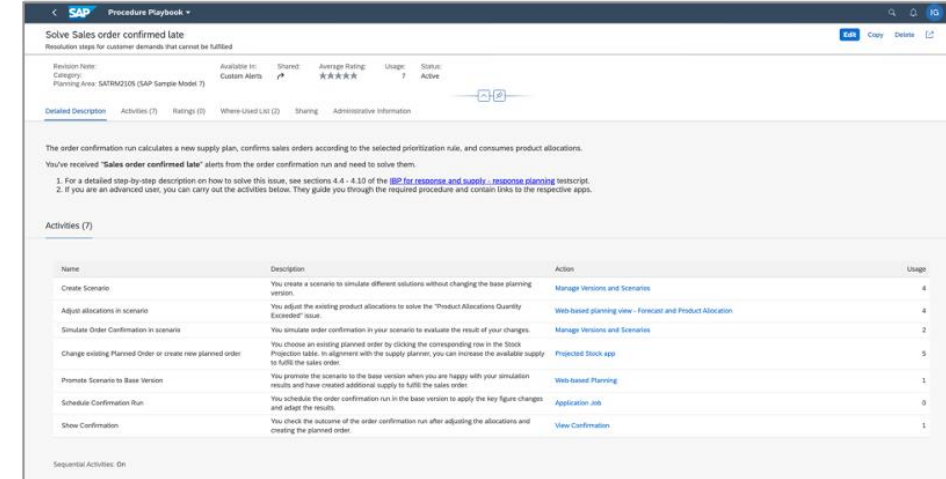 SAP Procedure Playbook
IG
Solve Sales order confirmed late
Edit Copy Delete
Resolution steps for customer demands that cannot be fulfilled
Revision Note: Available In: Shared: Average Rating: Usage: Status:
Category: Custom Alerts 7 Active
Planning Area: SATRM2105 (SAP Sample Model 7)
Detailed Description Activities (7) Ratings (0) Where-Used List (2) Sharing Administrative Information
The order confirmation run calculates a new supply plan, confirms sales orders according to the selected prioritization rule, and consumes product allocations.
You've received "Sales order confirmed late" alerts from the order confirmation run and need to solve them.
1. For a detailed step-by-step description on how to solve this issue, see sections 4.4 - 4.10 of the IBP for response and supply - response planning testscript.
2. If you are an advanced user, you can carry out the activities below. They guide you through the required procedure and contain links to the respective apps.
Activities (7)
Name Description Action Usage
Create Scenario You create a scenario to simulate different solutions without changing the base planning version. Manage Versions and Scenarios 4
Adjust allocations in scenario You adjust the existing product allocations to solve the "Product Allocations Quantity Exceeded" issue. Web-based planning view - Forecast and Product Allocation 4
Simulate Order Confirmation in scenario You simulate order confirmation in your scenario to evaluate the result of your changes. Manage Versions and Scenarios 2
Change existing Planned Order or create new planned order You choose an existing planned order by clicking the corresponding row in the Stock Projection table. In alignment with the supply planner, you can increase the available supply to fulfill the sales order. Projected Stock app 5
Promote Scenario to Base Version You promote the scenario to the base version when you are happy with your simulation results and have created additional supply to fulfill the sales order. Web-based Planning 1
Schedule Confirmation Run You schedule the order confirmation run in the base version to apply the key figure changes and adapt the results. Application Job 0
Show Confirmation You check the outcome of the order confirmation run after adjusting the allocations and creating the planned order. View Confirmation 1
Sequential Activities: On